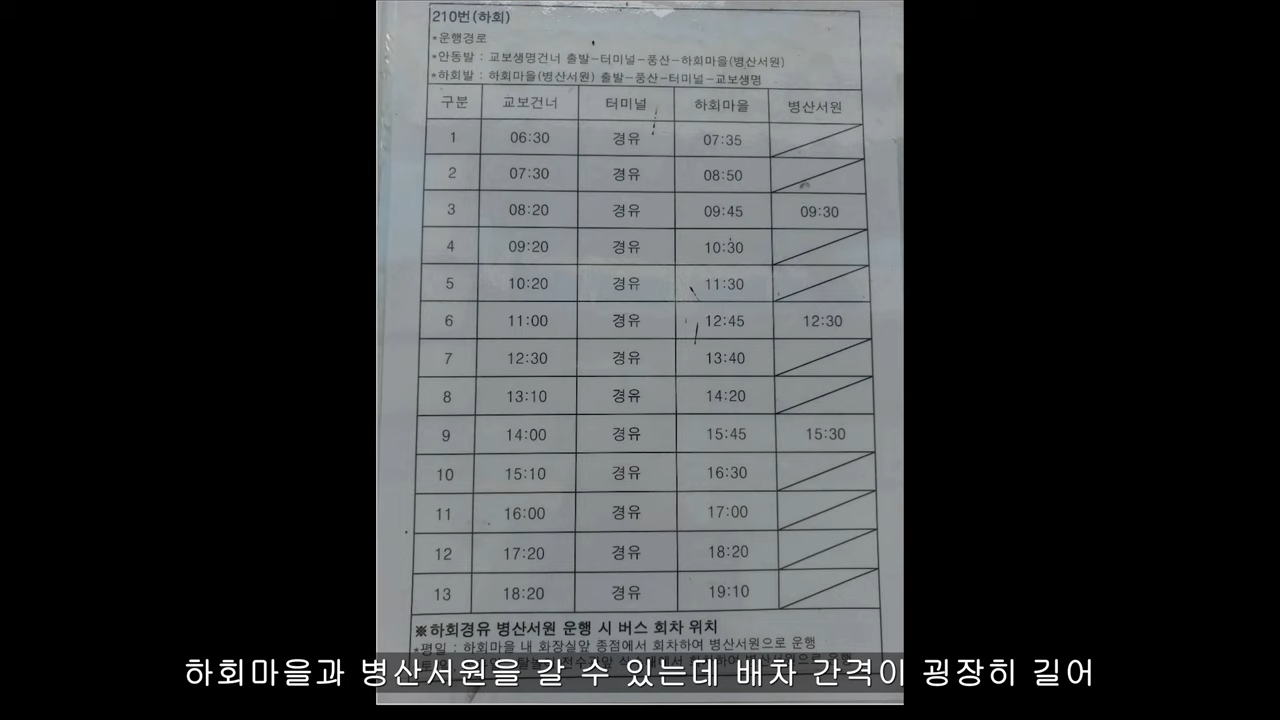 210번(하회)
*운행경로
*안동발 : 교보생명건너 출발-터미널-풍산-하회마을(병산서원)
*하회발 : 하회마을(병산서원) 출발-풍산-터미널-교보생명
구분 교보건너 터미널 하회마을 병산서원
1 06:30 경유 07:35
2 07:30 경유 08:50
3 08:20 경유 09:45 09:30
4 09:20 경유 10:30
5 10:20 경유 11:30
6 11:00 경유 12:45 12:30
7 12:30 경유 13:40
8 13:10 경유 14:20
9 14:00 경유 15:45 15:30
10 15:10 경유 16:30
11 16:00 경유 17:00
12 17:20 경유 18:20
13 18:20 경유 19:10
※하회경유 병산서원 운행 시 버스 회차 위치
*평일 : 하회마을 내 화장실앞 종점에서 회차하여 병산서원으로 운행
하회마을과 병산서원을 갈 수 있는데 배차 간격이 굉장히 길어